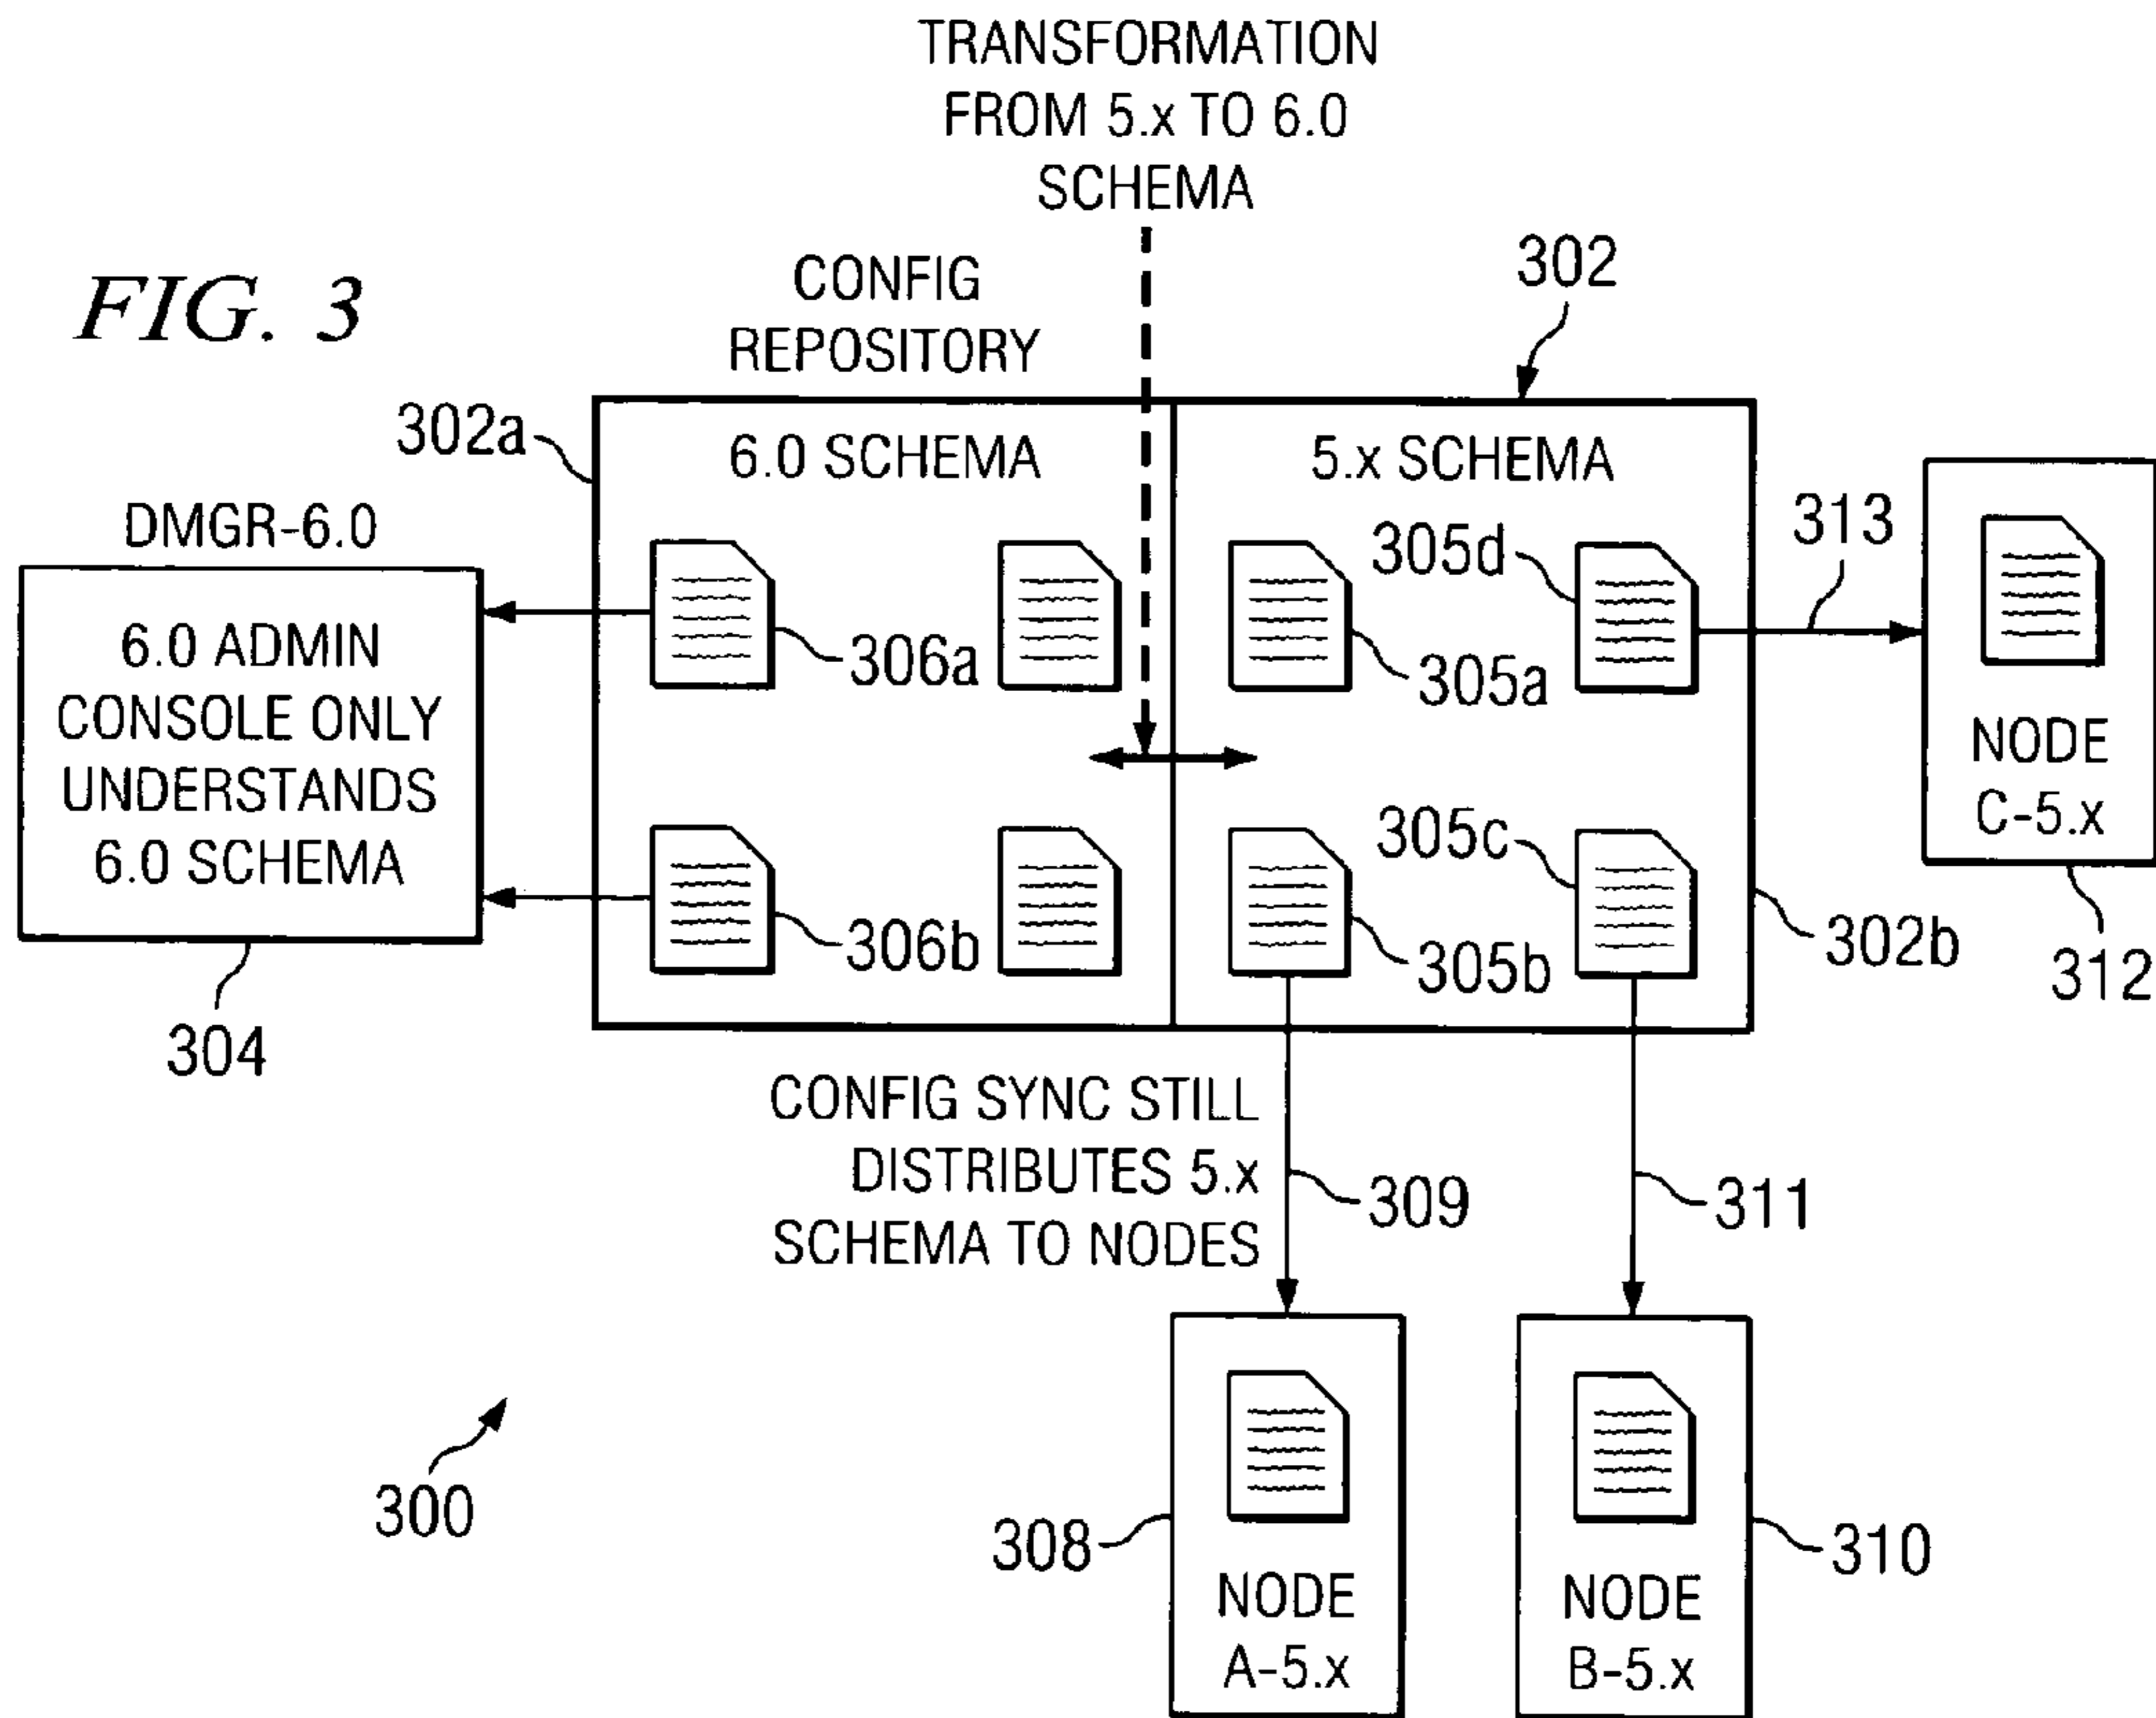 TRANSFORMATION
FROM 5.x TO 6.0
SCHEMA
FIG. 3
CONFIG
REPOSITORY
302
302a
6.0 SCHEMA
5.x SCHEMA
DMGR-6.0
6.0 ADMIN
CONSOLE ONLY
UNDERSTANDS
6.0 SCHEMA
304
306a
306b
305a
305d
305b
305c
313
NODE
C-5.x
312
302b
CONFIG SYNC STILL
DISTRIBUTES 5.x
SCHEMA TO NODES
309
311
300
308
NODE
A-5.x
NODE
B-5.x
310